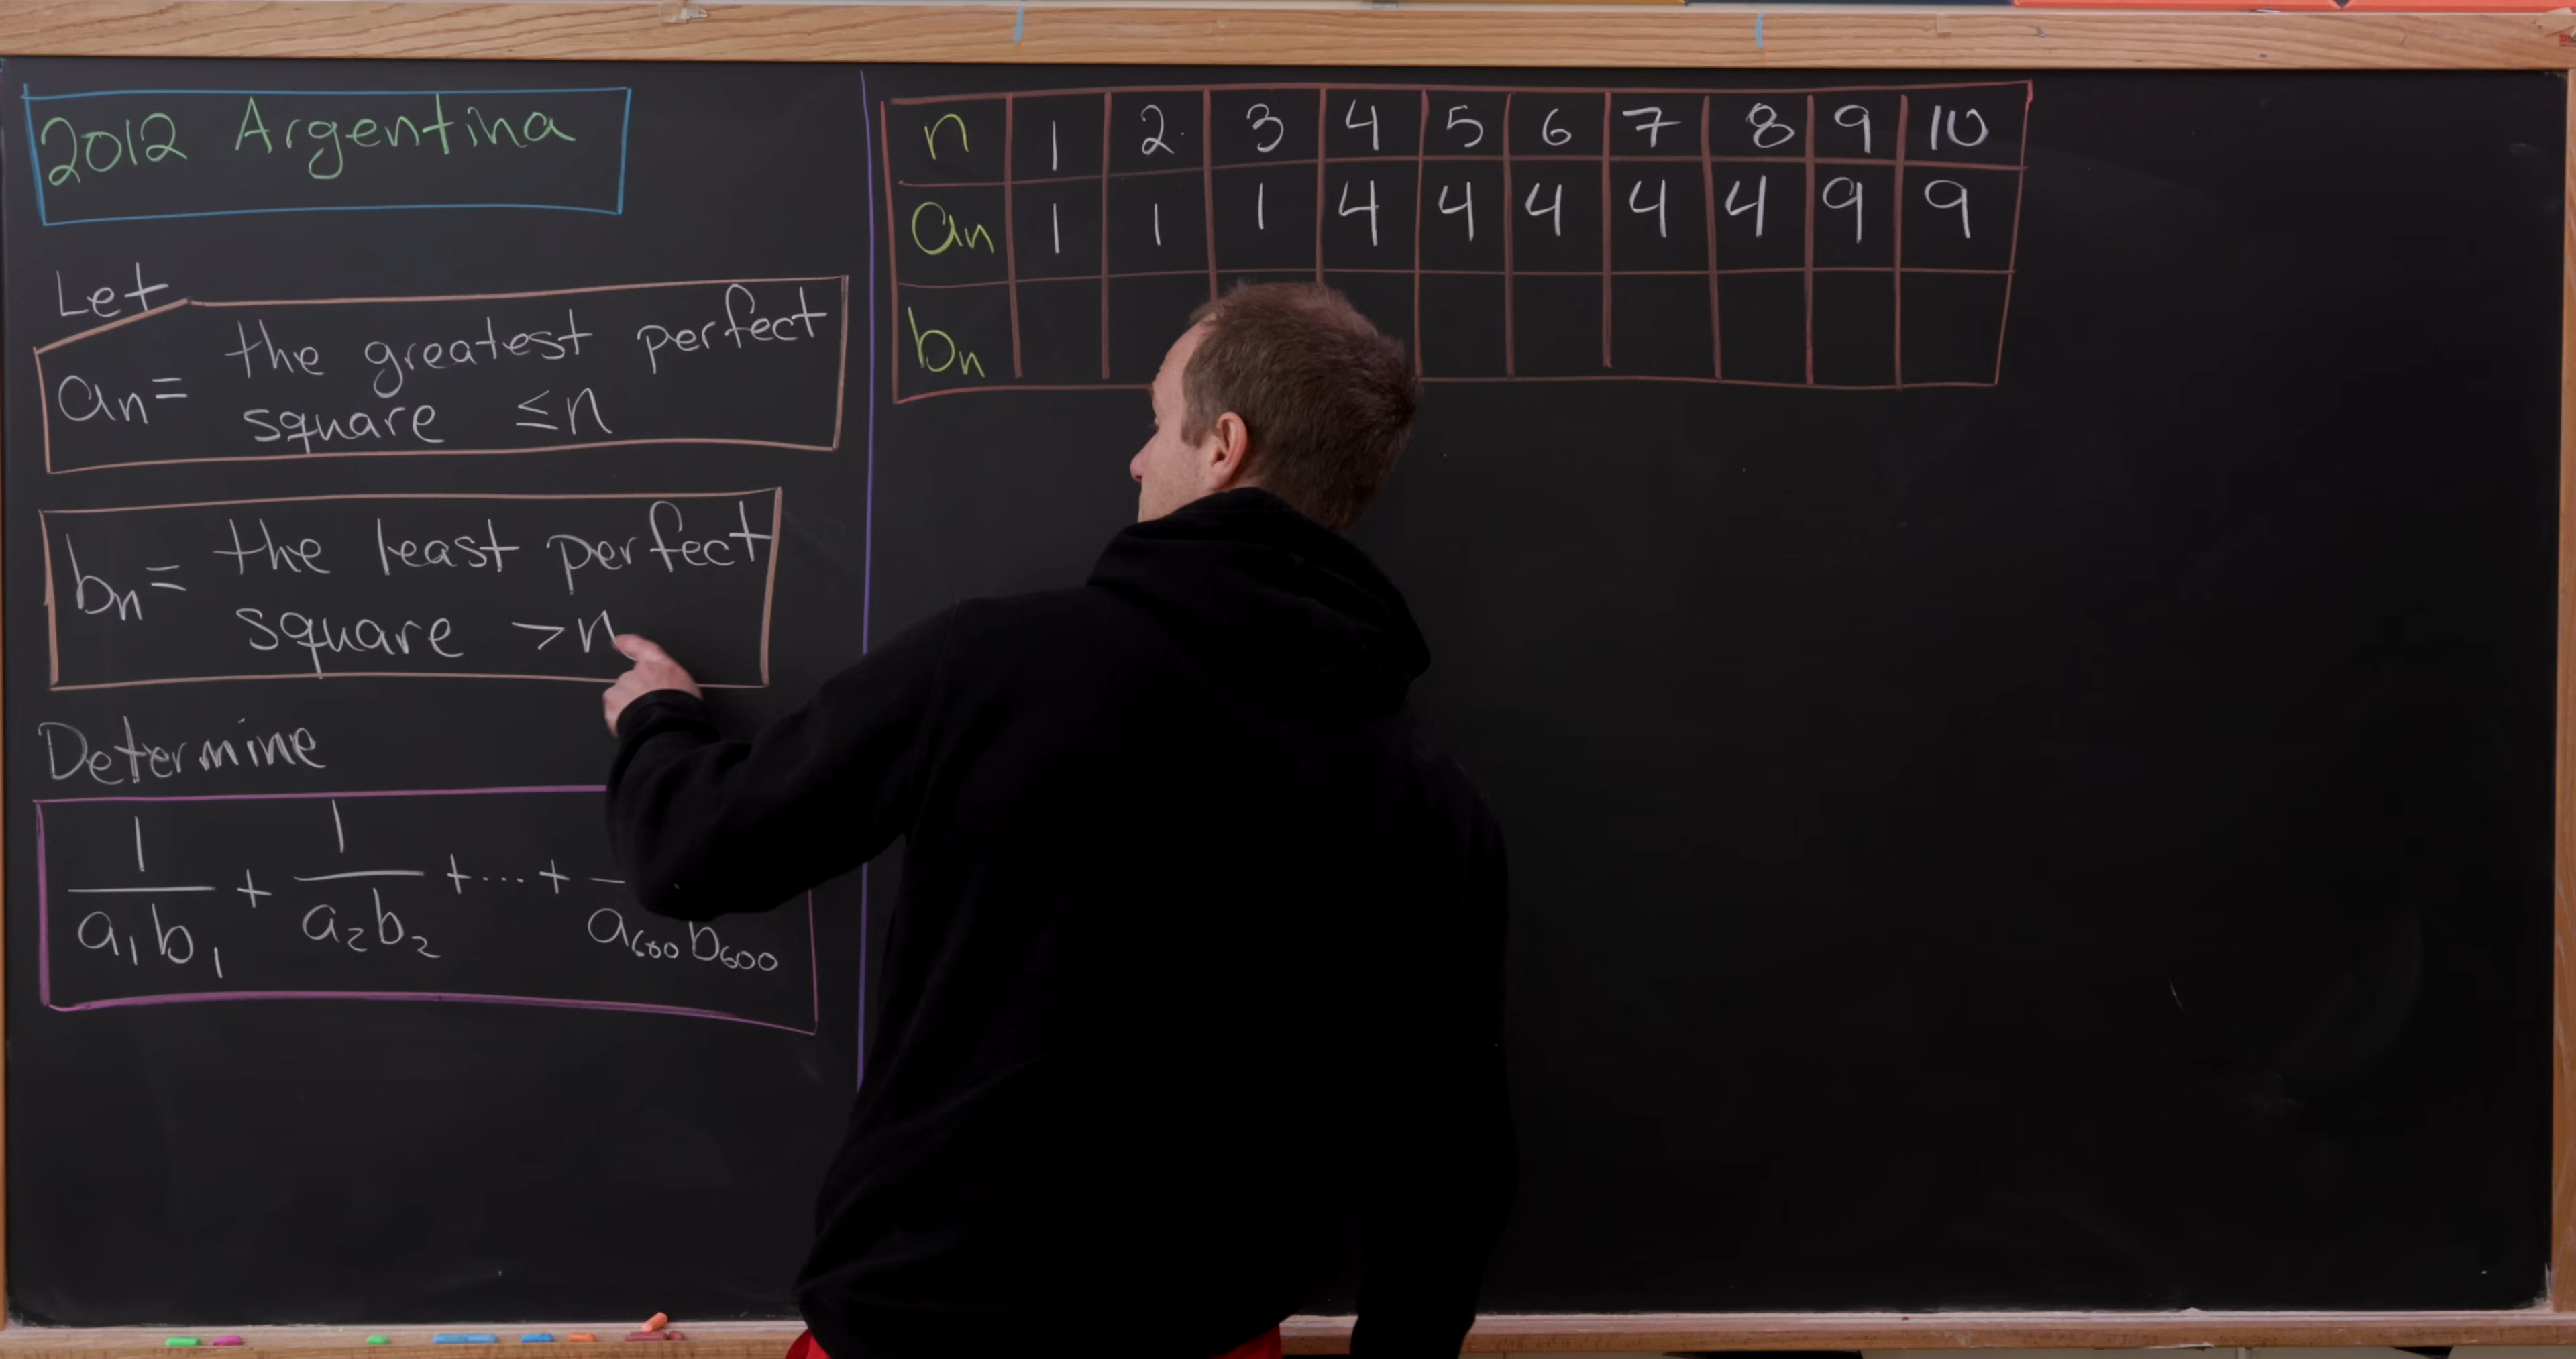 2012 Argentina
Let
an = the greatest perfect
square ≤n
bn = the least perfect
square >n
Determine
1 1
+ +....+ —
a1b1 a2b2 a600b600
n 1 2 3 4 5 6 7 8 9 10
an 1 1 1 4 4 4 4 4 9 9
bn